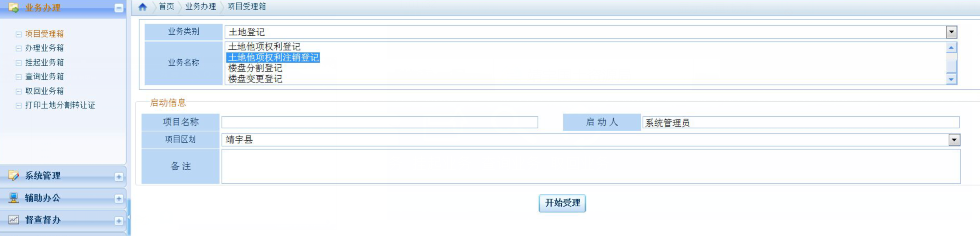 业务办理
项目受理箱
办理业务箱
挂起业务箱
查询业务箱
取回业务箱
打印土地分割转让证
系统管理
辅助办公
督查督办
首页 业务办理 项目受理箱
业务类别 土地登记
业务名称
土地他项权利登记
土地他项权利注销登记
楼盘分割登记
楼盘变更登记
启动信息
项目名称 启 动 人 系统管理员
项目区划 靖宇县
备 注
开始受理